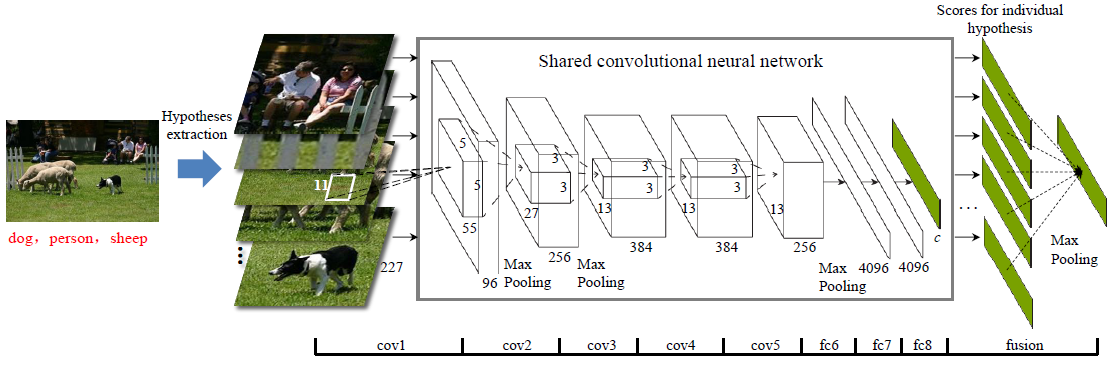 Scores for individual
hypothesis
Shared convolutional neural network
Hypotheses
extraction
dog, person, sheep
11
227
5
5
55
96
Max
Pooling
3
3
27
256
Max
Pooling
3
3
13
384
3
3
13
384
13
256
Max
Pooling
4096
4096
c
...
Max
Pooling
cov1
cov2
cov3
cov4
cov5
fc6
fc7
fc8
fusion